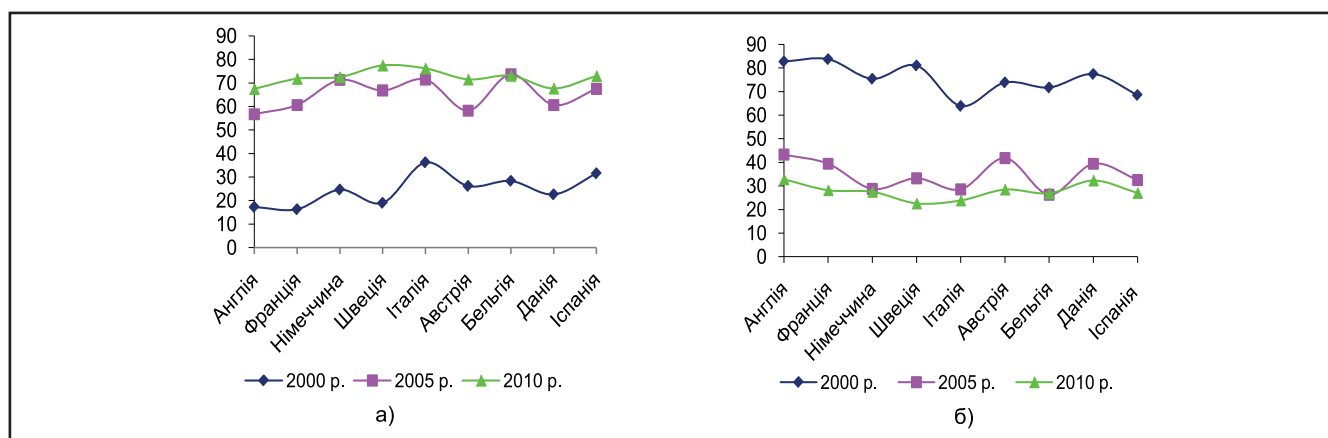 90
80
70
60
50
40
30
20
10
0
Англія
Франція
Німеччина
Швеція
Італія
Австрія
Бельгія
Данія
Іспанія
2000 р. 2005 р. 2010 р.
а)
90
80
70
60
50
40
30
20
10
0
Англія
Франція
Німеччина
Швеція
Італія
Австрія
Бельгія
Данія
Іспанія
2000 р. 2005 р. 2010 р.
б)